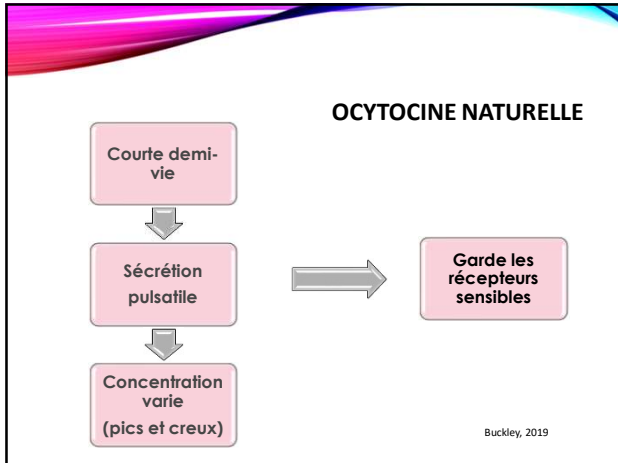 OCYTOCINE NATURELLE
Courte demi-
vie
Sécrétion
pulsatile
Concentration
varie
(pics et creux)
Garde les
récepteurs
sensibles
Buckley, 2019